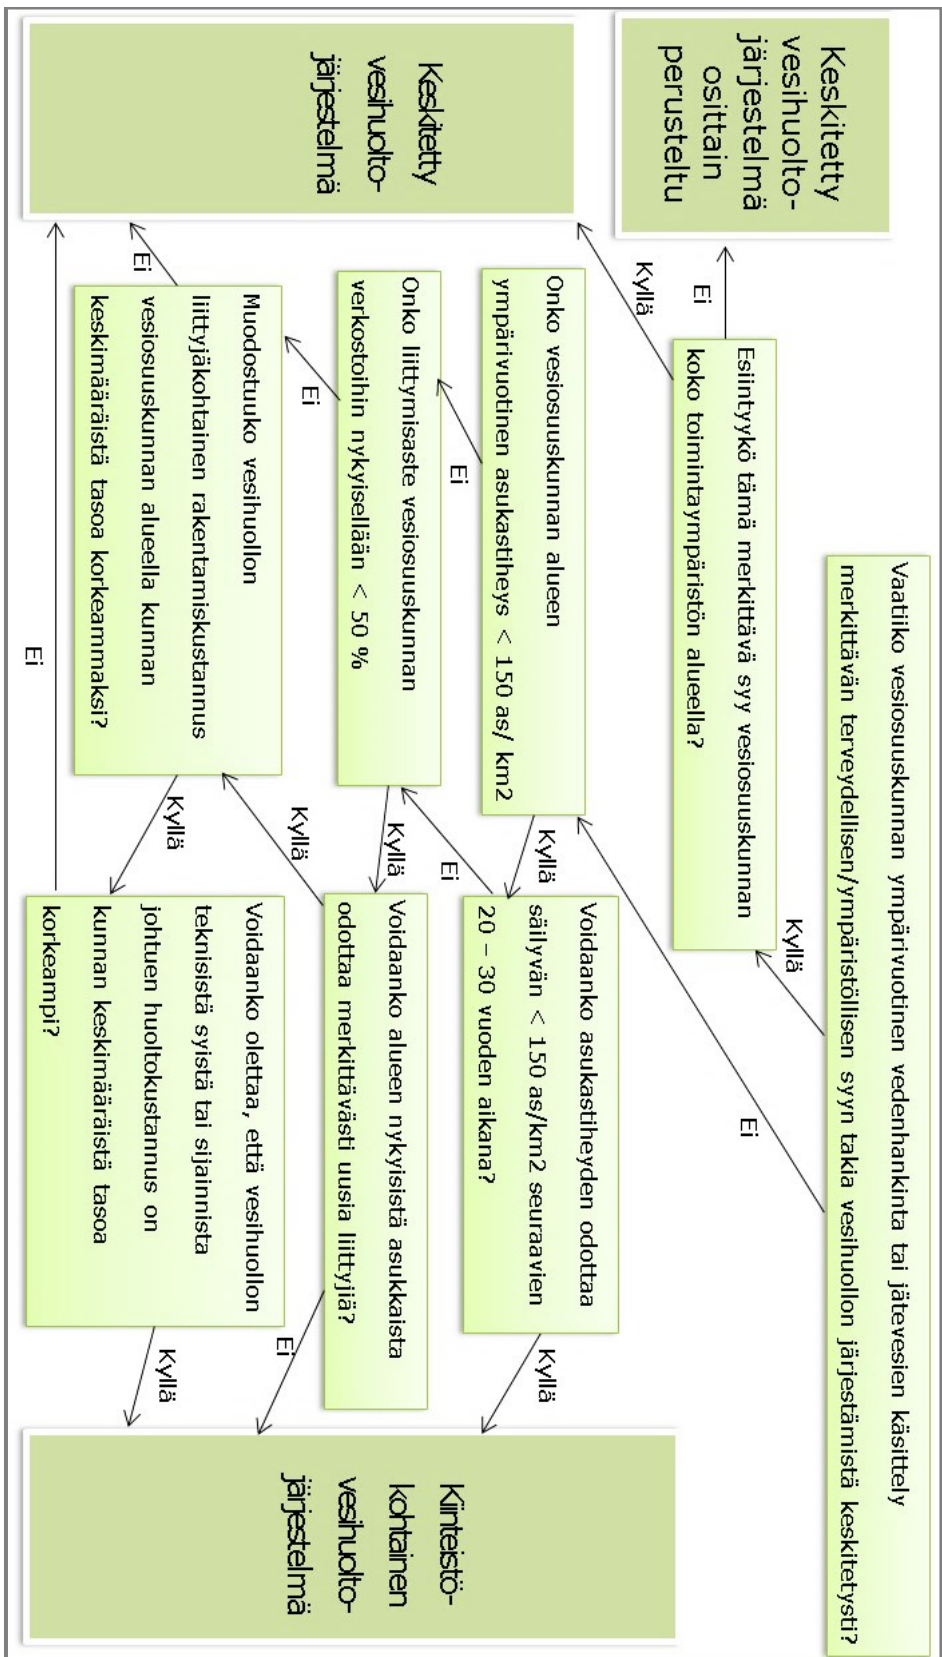 Vaatiiko vesiosuuskunnan ympärivuotinen vedenhankinta tai jätevesien käsittely
merkittävän terveydellisen/ympäristöllisen syyn takia vesihuollon järjestämistä keskitetysti?
Kyllä
Ei
Keskitetty
vesihuolto-
järjestelmä
osittain
perusteltu
Ei
Esiintyykö tämä merkittävä syy vesiosuuskunnan
koko toimintaympäristön alueella?
Kyllä
Onko vesiosuuskunnan alueen
ympärivuotinen asukastiheys < 150 as/ km2
Kyllä
Ei
Voidaanko asukastiheyden odottaa
säilyvän < 150 as/km2 seuraavien
20 – 30 vuoden aikana?
Kyllä
Ei
Onko liittymisaste vesiosuuskunnan
verkostoihin nykyisellään < 50 %
Kyllä
Ei
Voidaanko alueen nykyisistä asukkaista
odottaa merkittävästi uusia liittyjiä?
Ei
Kyllä
Muodostuuko vesihuollon
liittyjäkohtainen rakentamiskustannus
vesiosuuskunnan alueella kunnan
keskimääräistä tasoa korkeammaksi?
Ei
Kyllä
Voidaanko olettaa, että vesihuollon
teknisistä syistä tai sijainnista
johtuen huoltokustannus on
kunnan keskimääräistä tasoa
korkeampi?
Kyllä
Ei
Keskitetty
vesihuolto-
järjestelmä
Kiinteistö-
kohtainen
vesihuolto-
järjestelmä